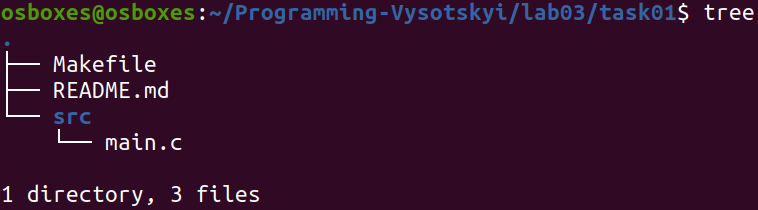 osboxes@osboxes:~/Programming-Vysotskyi/lab03/task01$ tree
.
├── Makefile
├── README.md
└── src
    └── main.c

1 directory, 3 files